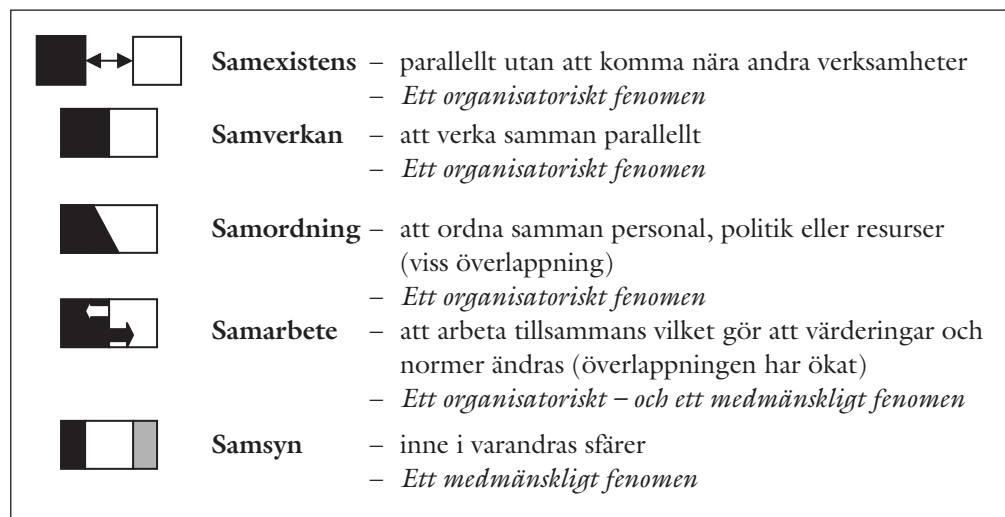 Samexistens – parallellt utan att komma nära andra verksamheter
– Ett organisatoriskt fenomen
Samverkan – att verka samman parallellt
– Ett organisatoriskt fenomen
Samordning – att ordna samman personal, politik eller resurser
(viss överlappning)
– Ett organisatoriskt fenomen
Samarbete – att arbeta tillsammans vilket gör att värderingar och
normer ändras (överlappningen har ökat)
– Ett organisatoriskt – och ett medmänskligt fenomen
Samsyn – inne i varandras sfärer
– Ett medmänskligt fenomen